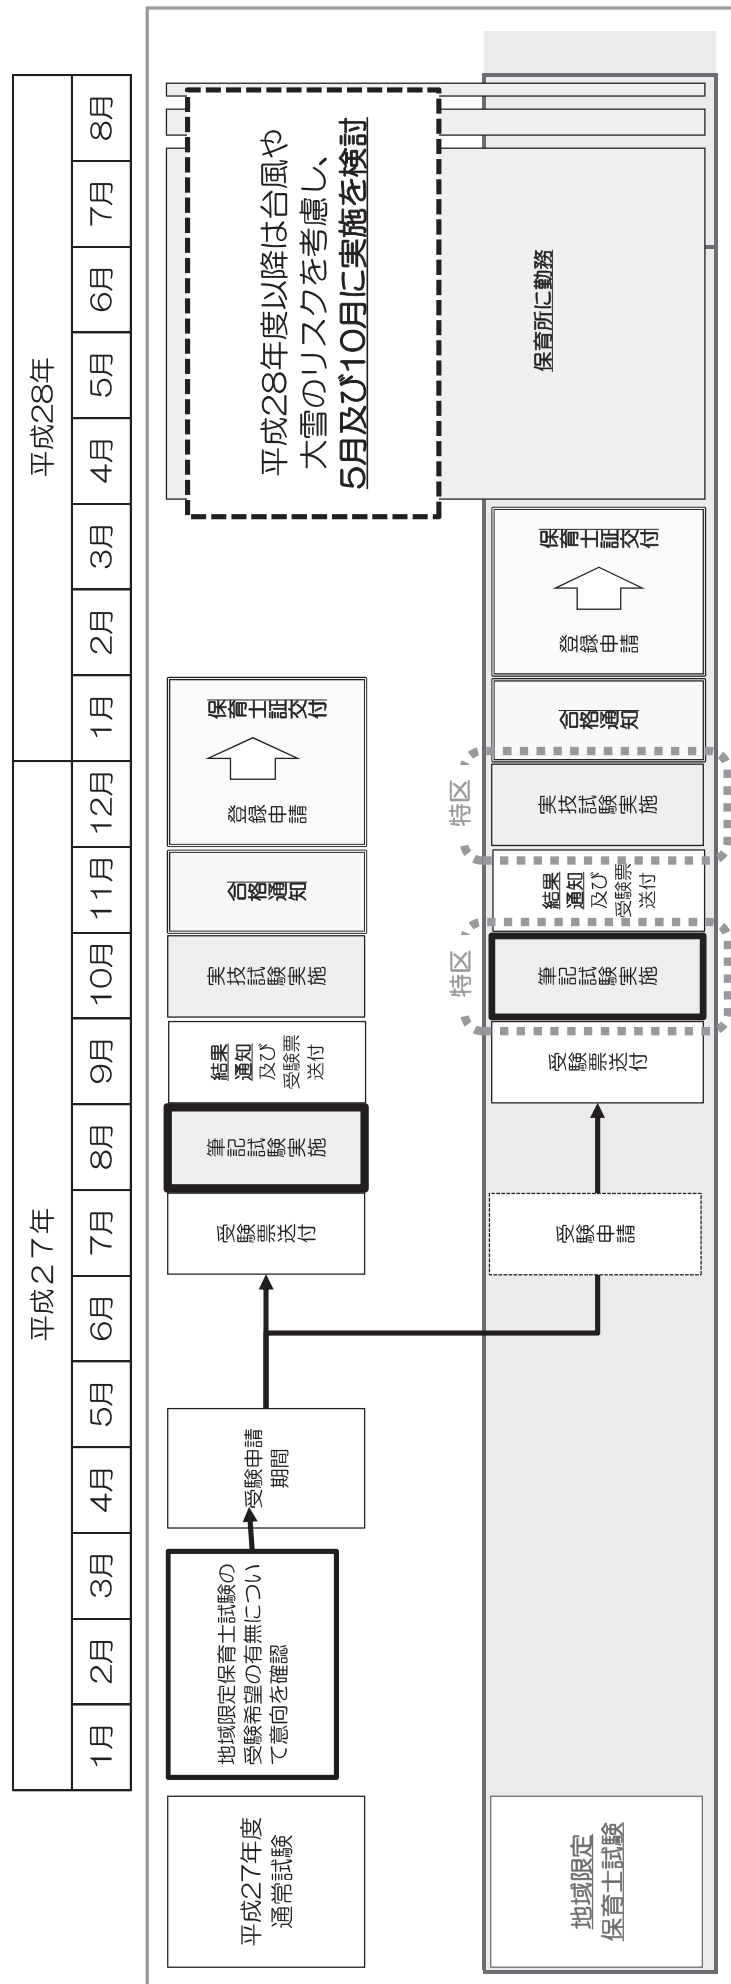 平成27年
平成28年
1月
2月
3月
4月
5月
6月
7月
8月
9月
10月
11月
12月
1月
2月
3月
4月
5月
6月
7月
8月
平成27年度
通常試験
地域限定保育士試験の
受験希望の有無につい
て意向を確認
受験申請
期間
受験票送付
筆記試験実施
結果
通知及び
受験票
送付
実技試験実施
合格通知
登録申請
保育士証交付
平成28年度以降は台風や
大雪のリスクを考慮し、
5月及び10月に実施を検討
地域限定
保育士試験
受験申請
受験票送付
特区
筆記試験実施
結果
通知及び
受験票
送付
特区
実技試験実施
合格通知
登録申請
保育士証交付
保育所に勤務